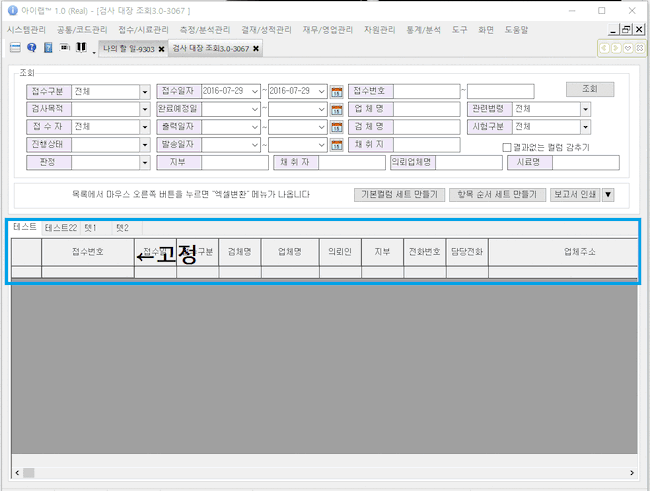 아이랩™ 1.0 (Real) - [검사 대장 조회3.0-3067]
시스템관리 공통/코드관리 접수/시료관리 측정/분석관리 결재/성적관리 재무/영업관리 자원관리 통계/분석 도구 화면 도움말
나의 할 일-9303 검사 대장 조회3.0-3067
조회
접수구분 전체 접수일자 2016-07-29 ~ 2016-07-29 접수번호 ~ 조회
검사목적 완료예정일 ~ 업 체 명 관련법령 전체
접 수 자 전체 출력일자 ~ 검 체 명 시험구분 전체
진행상태 발송일자 ~ 채 취 지 결과없는 컬럼 감추기
판정 지부 채 취 자 의뢰업체명 시료명
목록에서 마우스 오른쪽 버튼을 누르면 "엑셀변환" 메뉴가 나옵니다 기본컬럼 세트 만들기 항목 순서 세트 만들기 보고서 인쇄
테스트 테스트22 텟1 텟2
접수번호 접수일 구분 검체명 업체명 의뢰인 지부 전화번호 담당전화 업체주소
←고정